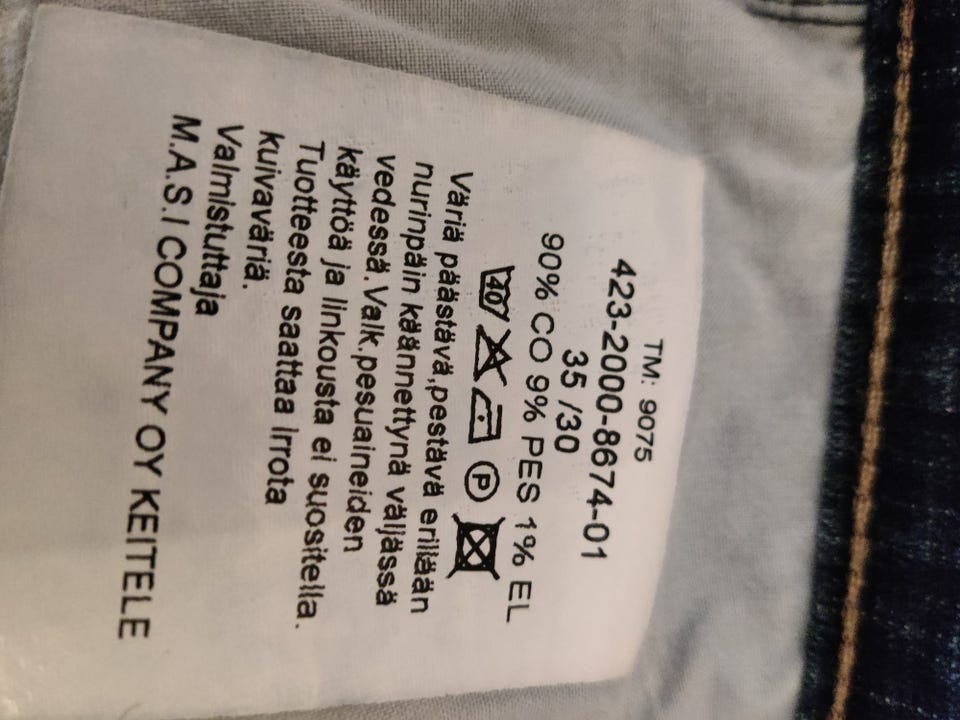 TM: 9075
423-2000-8674-01
35 /30
90% CO 9% PES 1% EL
40 P
Väriä päästävä,pestävä erillään
nurinpäin käännettynä väljässä
vedessä.Valk.pesuaineiden
käyttöä ja linkousta ei suositella.
Tuotteesta saattaa irrota
kuivaväriä.
Valmistuttaja
M.A.S.I COMPANY OY KEITELE